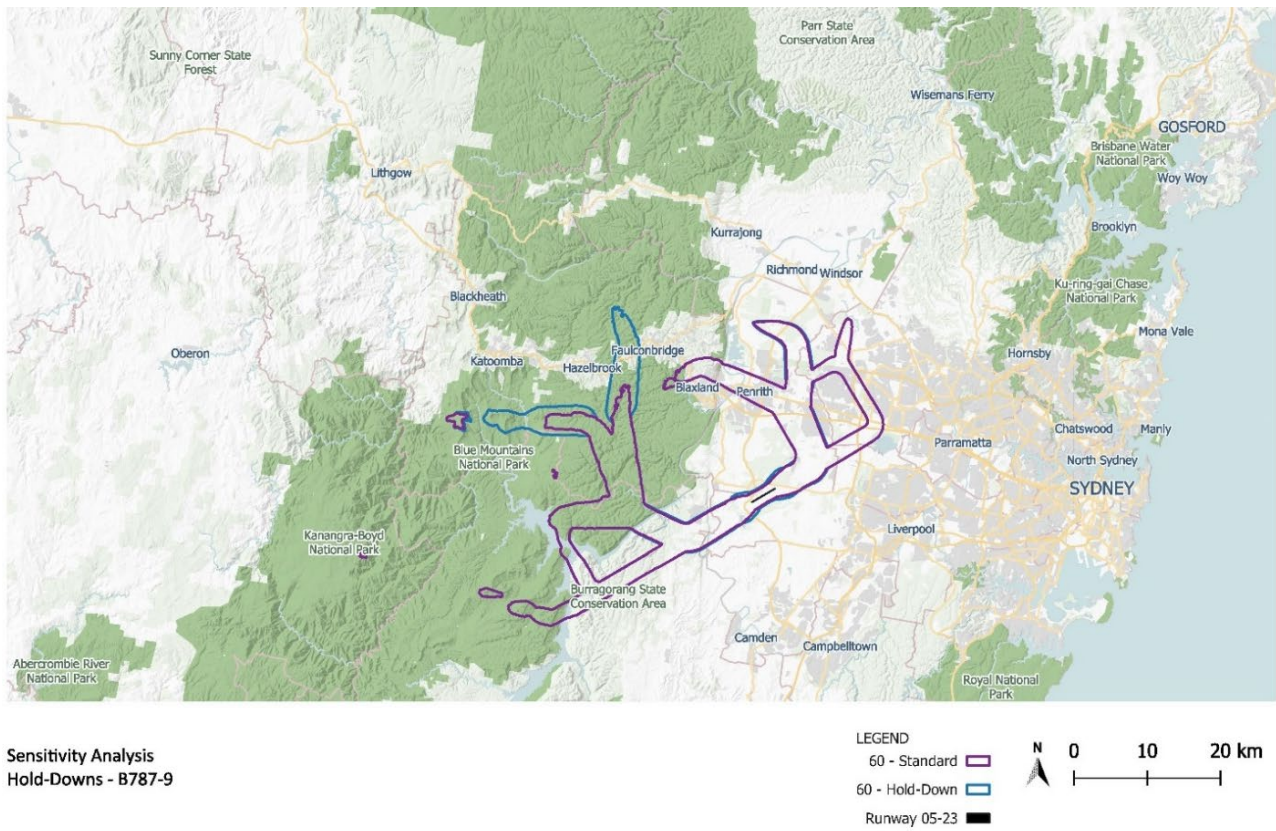 Parr State
Conservation Area
Sunny Corner State
Forest
Wisemans Ferry
GOSFORD
Brisbane Water
National Park
Woy Woy
Lithgow
Brooklyn
Kurrajong
Richmond
Windsor
Ku-ring-gai Chase
National Park
Blackheath
Mona Vale
Oberon
Katoomba
Hazelbrook
Faulconbridge
Hornsby
Blaxland
Penrith
Chatswood
Manly
Parramatta
North Sydney
SYDNEY
Blue Mountains
National Park
Liverpool
Kanangra-Boyd
National Park
Burragorang State
Conservation Area
Camden
Campbelltown
Abercrombie River
National Park
Royal National
Park
Sensitivity Analysis
Hold-Downs - B787-9
LEGEND
60 - Standard
60 - Hold-Down
Runway 05-23
N
0 10 20 km